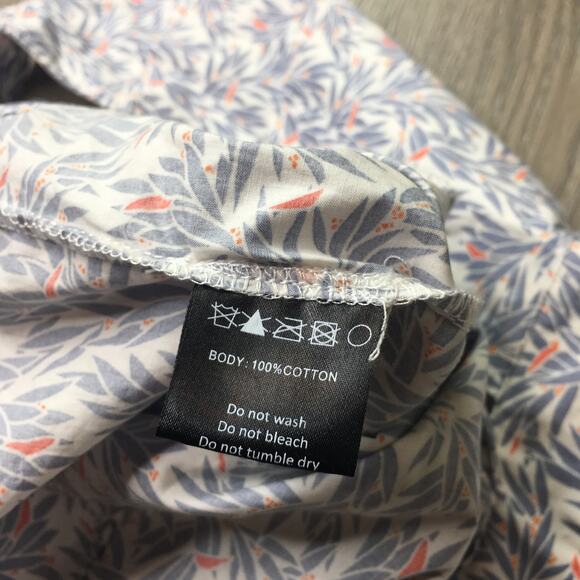 BODY: 100%COTTON
Do not wash
Do not bleach
Do not tumble dry